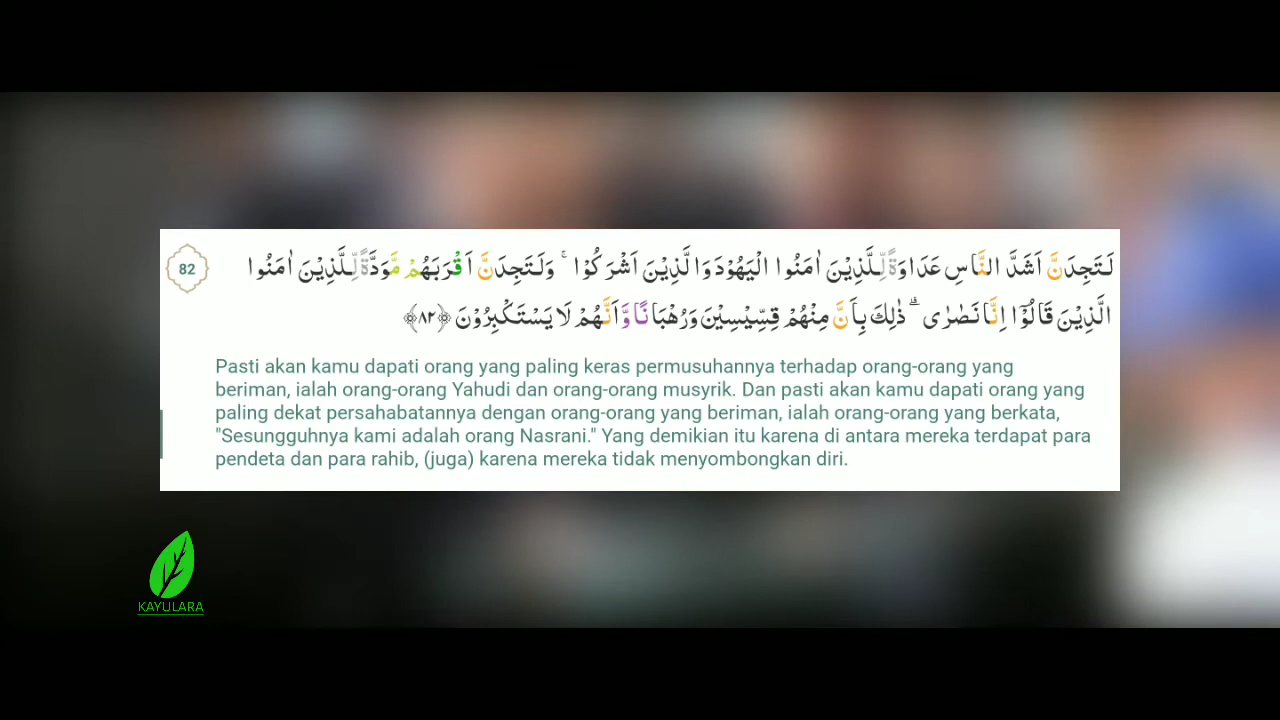 82
لَتَجِدَنَّ اَشَدَّ النَّاسِ عَدَاوَةً لِّلَّذِيْنَ اٰمَنُوا الْيَهُوْدَ وَالَّذِيْنَ اَشْرَكُوْا ۚ وَلَتَجِدَنَّ اَقْرَبَهُمْ مَّوَدَّةً لِّلَّذِيْنَ اٰمَنُوا
الَّذِيْنَ قَالُوْٓا اِنَّا نَصٰرٰى ۗ ذٰلِكَ بِاَنَّ مِنْهُمْ قِسِّيْسِيْنَ وَرُهْبَانًا وَّاَنَّهُمْ لَا يَسْتَكْبِرُوْنَ ﴿٨٢﴾
Pasti akan kamu dapati orang yang paling keras permusuhannya terhadap orang-orang yang
beriman, ialah orang-orang Yahudi dan orang-orang musyrik. Dan pasti akan kamu dapati orang yang
paling dekat persahabatannya dengan orang-orang yang beriman, ialah orang-orang yang berkata,
"Sesungguhnya kami adalah orang Nasrani." Yang demikian itu karena di antara mereka terdapat para
pendeta dan para rahib, (juga) karena mereka tidak menyombongkan diri.
KAYULARA